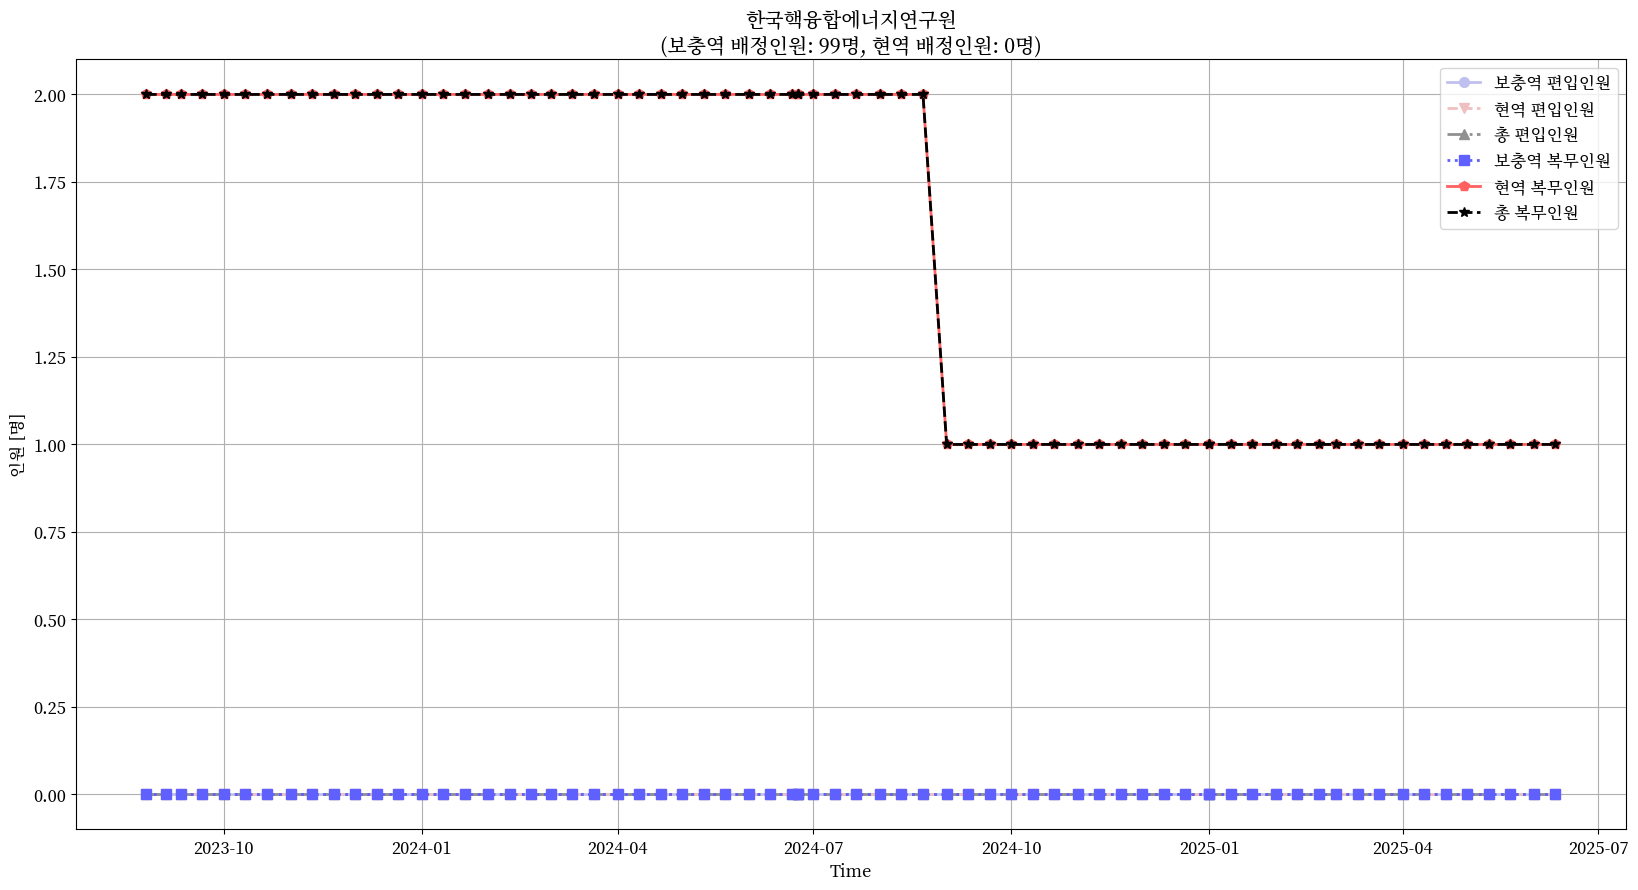 한국핵융합에너지연구원
(보충역 배정인원: 99명, 현역 배정인원: 0명)
2.00
1.75
1.50
1.25
1.00
0.75
0.50
0.25
0.00
인원 [명]
보충역 편입인원
현역 편입인원
총 편입인원
보충역 복무인원
현역 복무인원
총 복무인원
2023-10
2024-01
2024-04
2024-07
2024-10
2025-01
2025-04
2025-07
Time